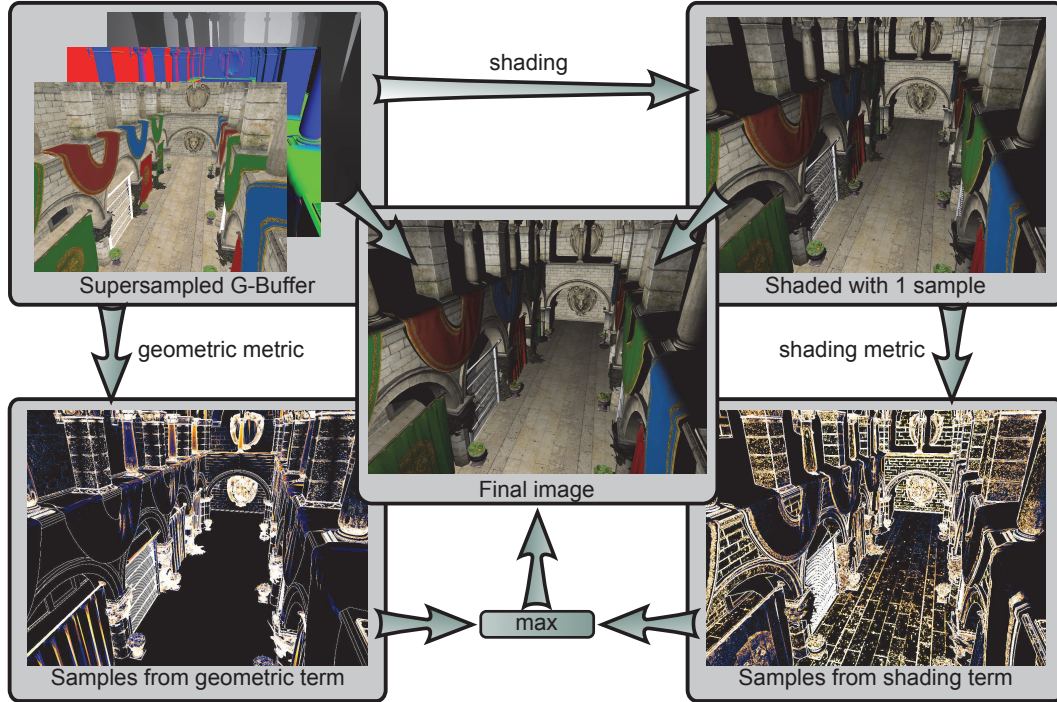 shading
Supersampled G-Buffer
Shaded with 1 sample
geometric metric
shading metric
Final image
max
Samples from geometric term
Samples from shading term